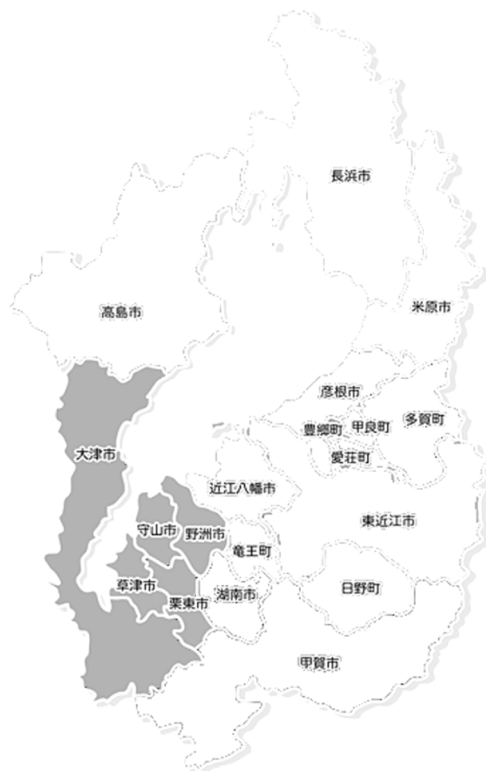 長浜市
米原市
高島市
彦根市
多賀町
豊郷町
甲良町
愛荘町
大津市
近江八幡市
東近江市
守山市
野洲市
竜王町
草津市
栗東市
湖南市
日野町
甲賀市